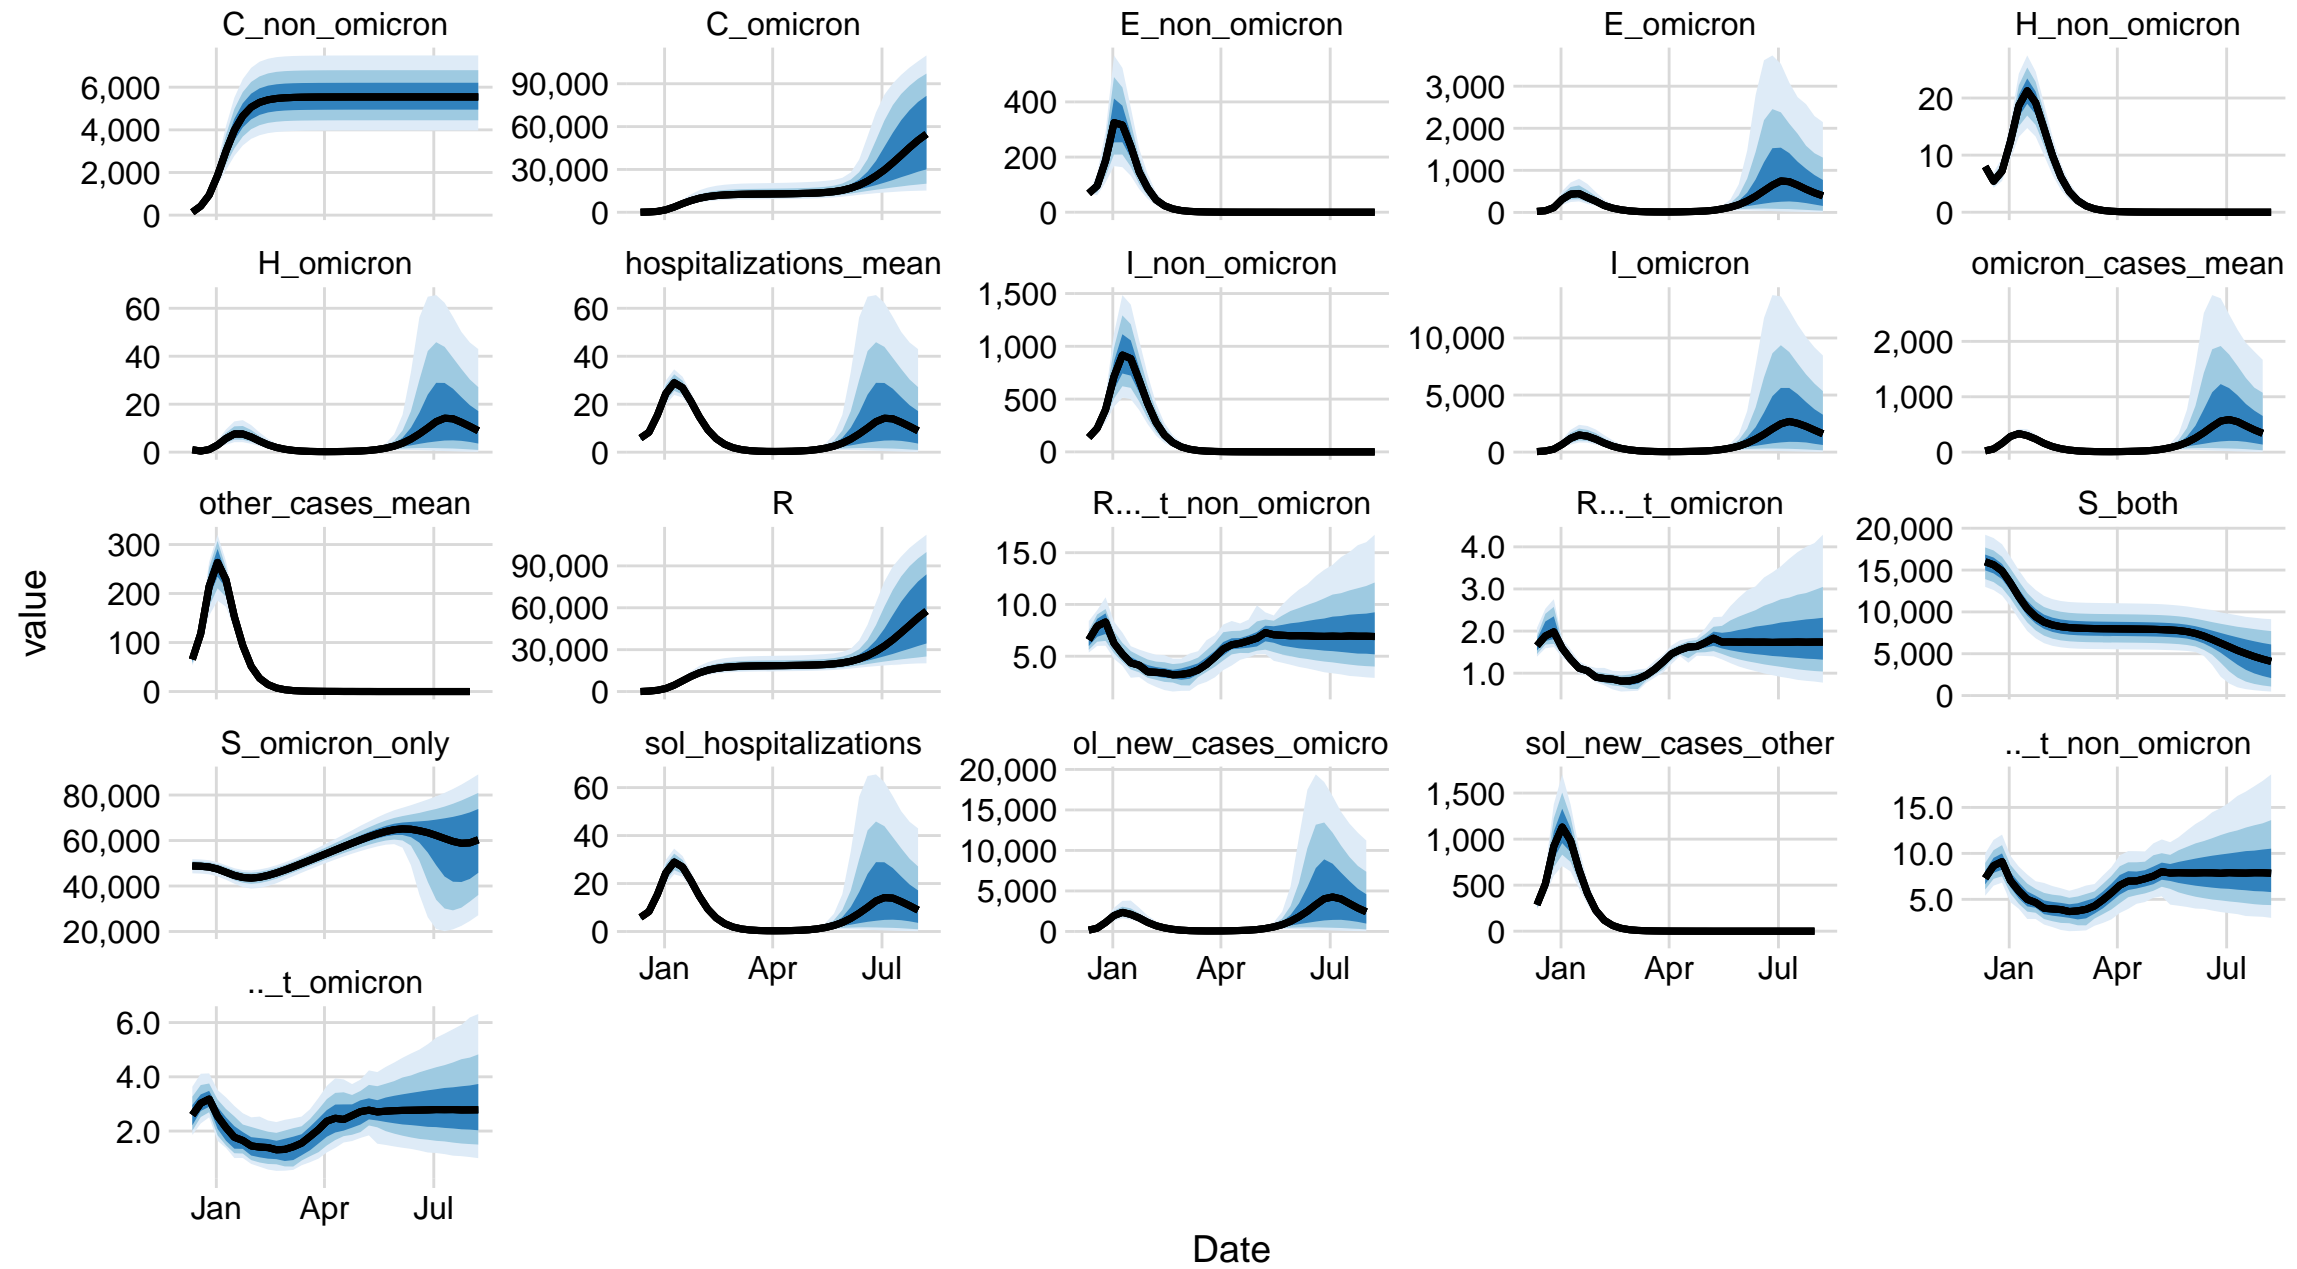 C_non_omicron C_omicron E_non_omicron E_omicron H_non_omicron
6,000 4,000 2,000 0
90,000 60,000 30,000 0
400 200 0
3,000 2,000 1,000 0
20 10 0
H_omicron hospitalizations_mean I_non_omicron I_omicron omicron_cases_mean
60 40 20 0
60 40 20 0
1,500 1,000 500 0
10,000 5,000 0
2,000 1,000 0
other_cases_mean R R..._t_non_omicron R..._t_omicron S_both
300 200 100 0
90,000 60,000 30,000 0
15.0 10.0 5.0
4.0 3.0 2.0 1.0
20,000 15,000 10,000 5,000 0
S_omicron_only sol_hospitalizations ol_new_cases_omicro sol_new_cases_other .._t_non_omicron
80,000 60,000 40,000 20,000
60 40 20 0
20,000 15,000 10,000 5,000 0
1,500 1,000 500 0
15.0 10.0 5.0
Jan Apr Jul Jan Apr Jul Jan Apr Jul Jan Apr Jul
.._t_omicron
6.0 4.0 2.0
Jan Apr Jul
value
Date